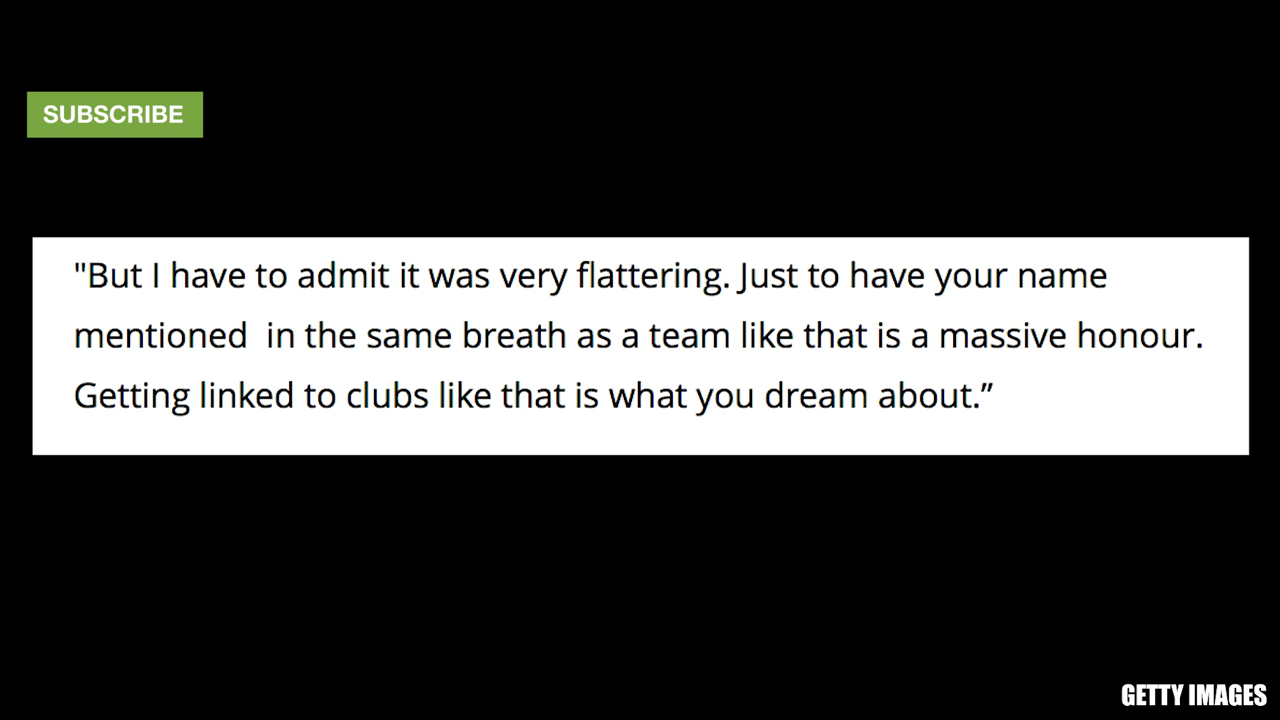 SUBSCRIBE
"But I have to admit it was very flattering. Just to have your name
mentioned  in the same breath as a team like that is a massive honour.
Getting linked to clubs like that is what you dream about.”
GETTY IMAGES